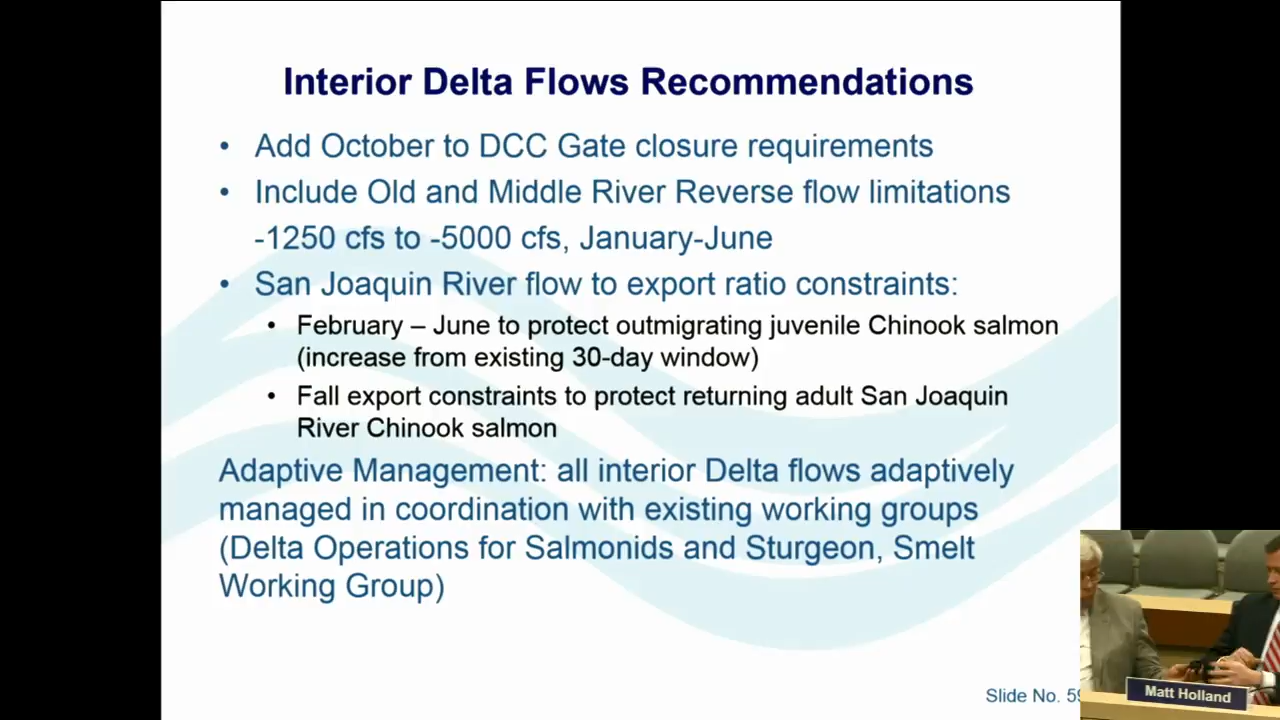 Interior Delta Flows Recommendations
• Add October to DCC Gate closure requirements
• Include Old and Middle River Reverse flow limitations
-1250 cfs to -5000 cfs, January-June
• San Joaquin River flow to export ratio constraints:
• February – June to protect outmigrating juvenile Chinook salmon
(increase from existing 30-day window)
• Fall export constraints to protect returning adult San Joaquin
River Chinook salmon
Adaptive Management: all interior Delta flows adaptively
managed in coordination with existing working groups
(Delta Operations for Salmonids and Sturgeon, Smelt
Working Group)
Slide No. 59
Matt Holland